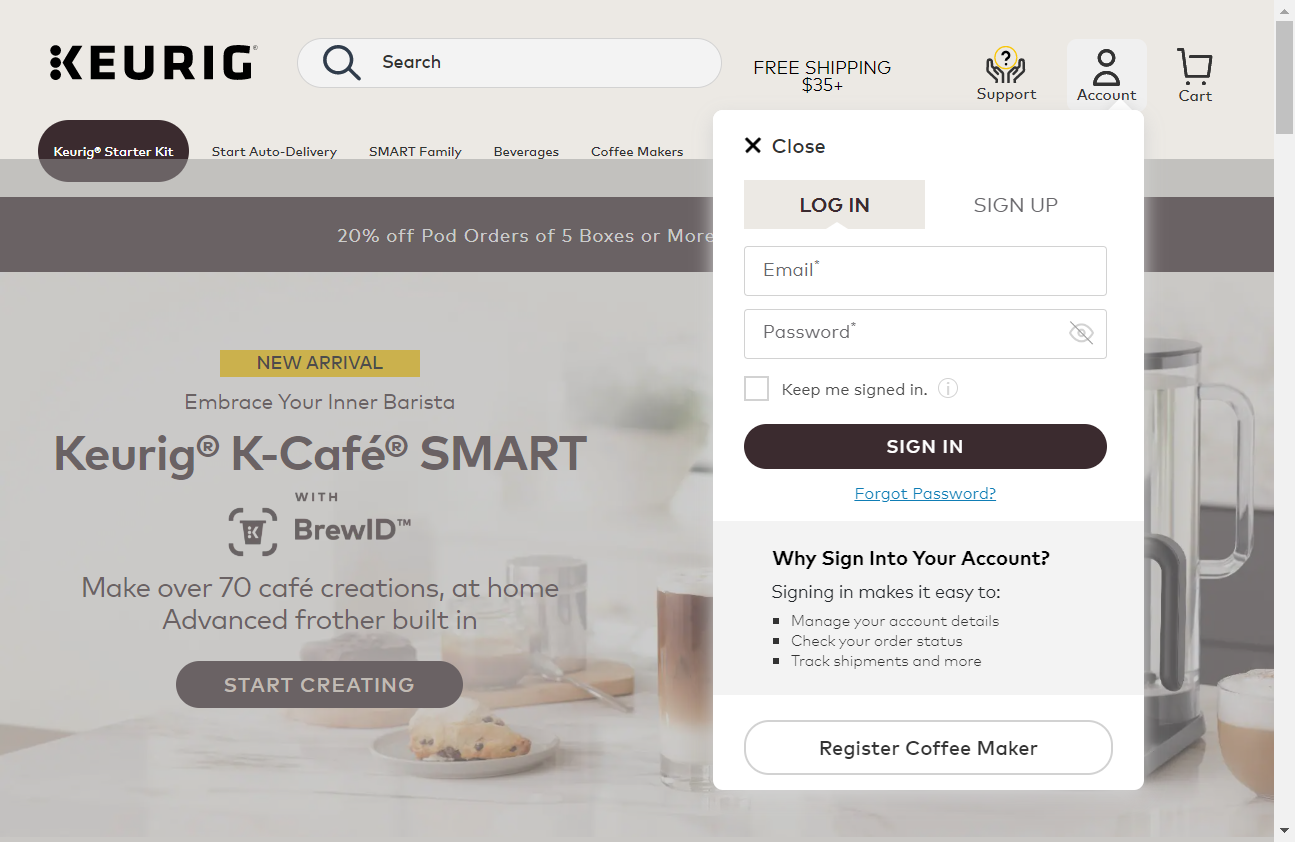 KEURIG®
Search
FREE SHIPPING
$35+
?
Support
Account
Cart
Keurig® Starter Kit
Start Auto-Delivery
SMART Family
Beverages
Coffee Makers
20% off Pod Orders of 5 Boxes or More
NEW ARRIVAL
Embrace Your Inner Barista
Keurig® K-Café® SMART
WITH
BrewID™
Make over 70 café creations, at home
Advanced frother built in
START CREATING
Close
LOG IN
SIGN UP
Email*
Password*
Keep me signed in.
SIGN IN
Forgot Password?
Why Sign Into Your Account?
Signing in makes it easy to:
Manage your account details
Check your order status
Track shipments and more
Register Coffee Maker